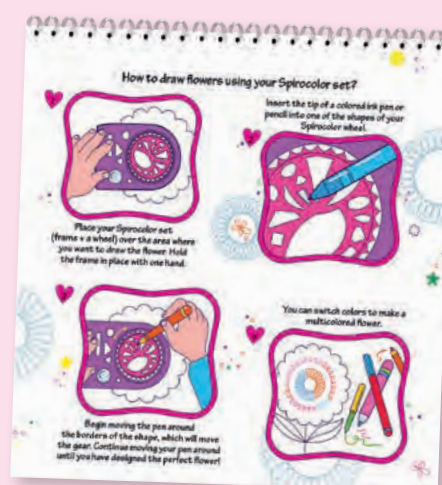 How to draw flowers using your Spirocolor set?
Place your Spirocolor set
(frame + a wheel) over the area where
you want to draw the flower. Hold
the frame in place with one hand.
Insert the tip of a colored ink pen or
pencil into one of the shapes of your
Spirocolor wheel.
Begin moving the pen around
the borders of the shape, which will move
the gear. Continue moving your pen around
until you have designed the perfect flower!
You can switch colors to make a
multicolored flower.